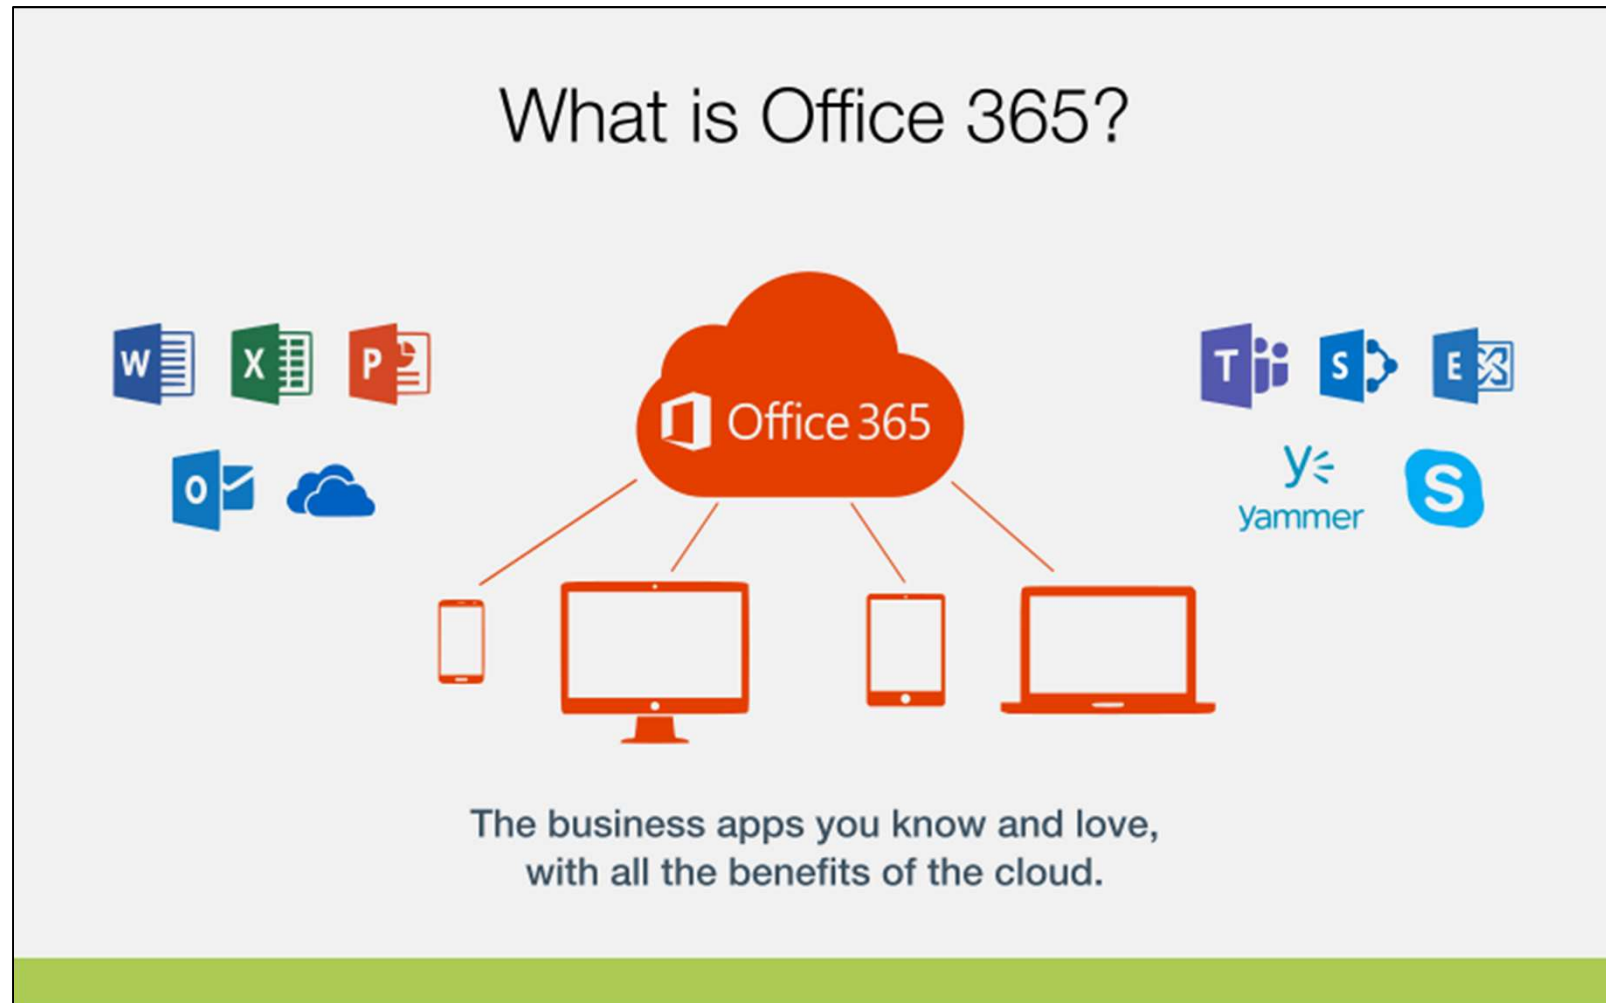 What is Office 365?
W
X
P
O
Office 365
T
S
E
y
yammer
S
The business apps you know and love,
with all the benefits of the cloud.